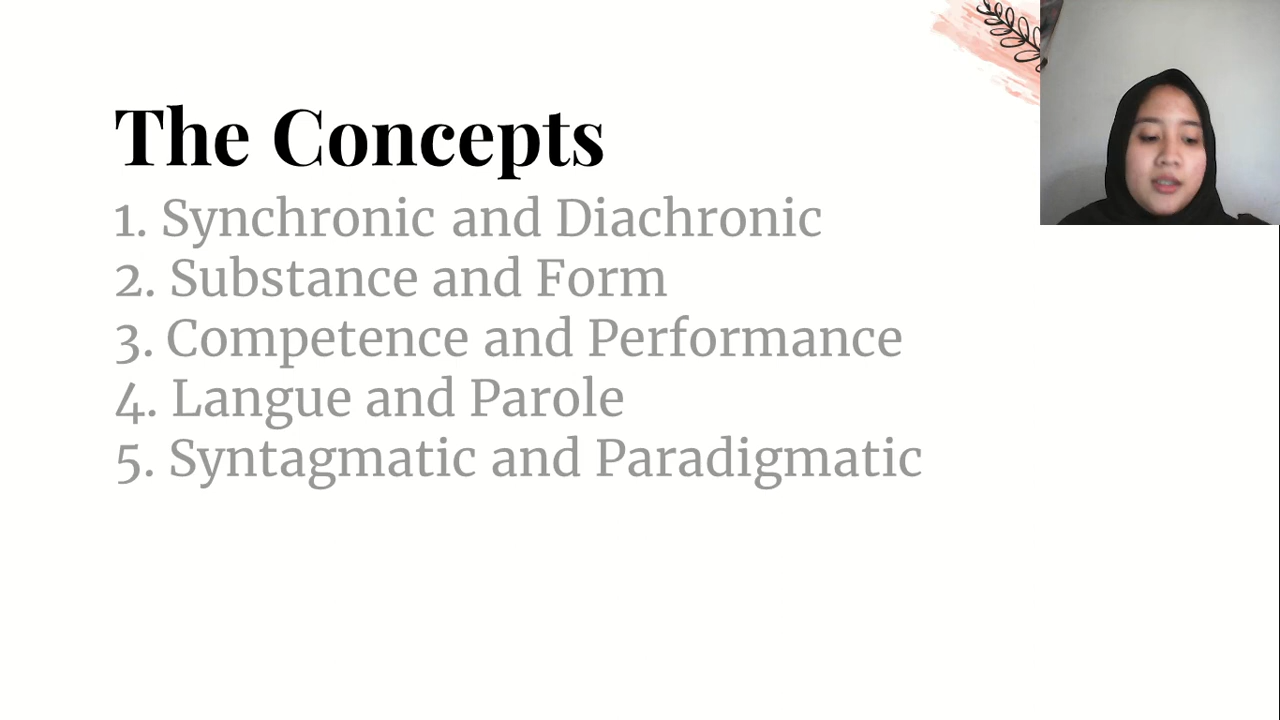 The Concepts
1. Synchronic and Diachronic
2. Substance and Form
3. Competence and Performance
4. Langue and Parole
5. Syntagmatic and Paradigmatic